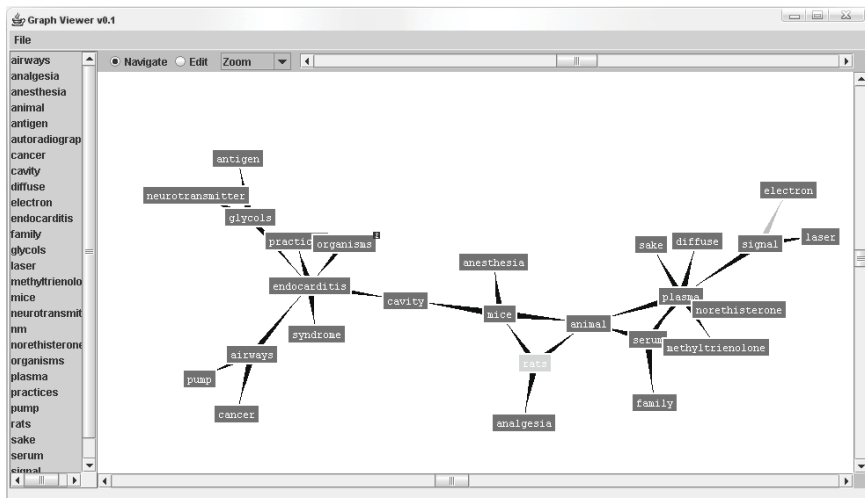 Graph Viewer v0.1
File
airways
analgesia
anesthesia
animal
antigen
autoradiograp
cancer
cavity
diffuse
electron
endocarditis
family
glycols
laser
methyltrienolo
mice
neurotransmit
nm
norethisterone
organisms
plasma
practices
pump
rats
sake
serum
signal
Navigate Edit Zoom
antigen
neurotransmitter
glycols
practic
organisms
endocarditis
syndrome
airways
pump
cancer
cavity
anesthesia
mice
animal
rats
analgesia
electron
signal
laser
sake
diffuse
plasma
norethisterone
serum
methyltrienolone
family